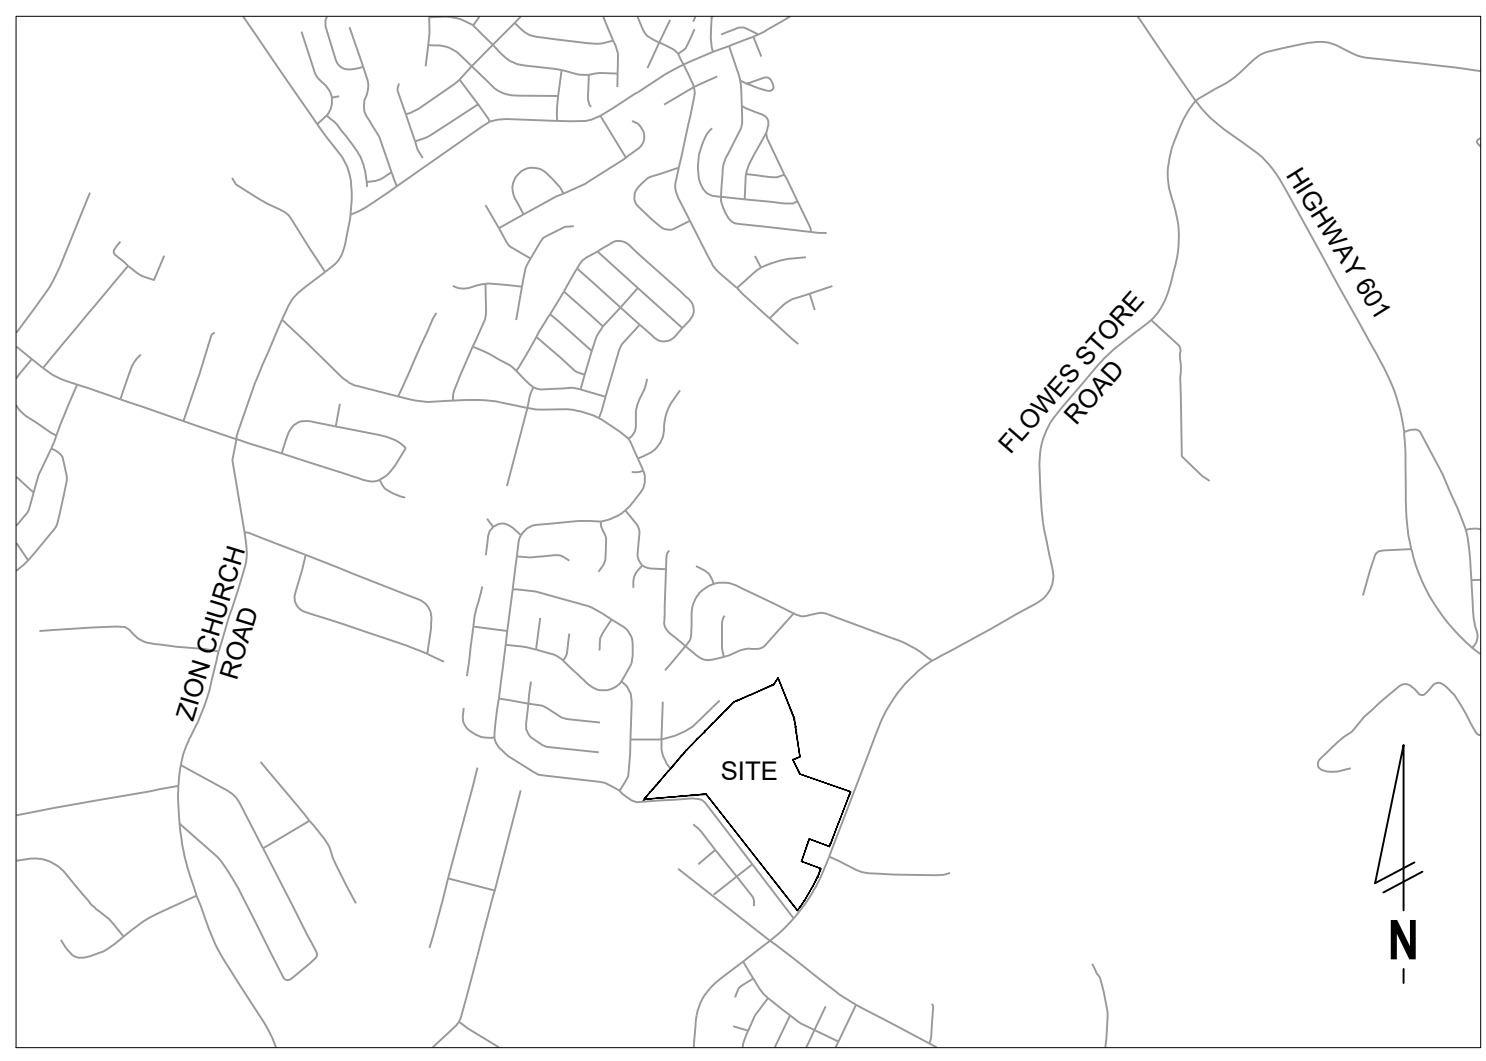 HIGHWAY 601
FLOWES STORE
ROAD
ZION CHURCH
ROAD
SITE
N